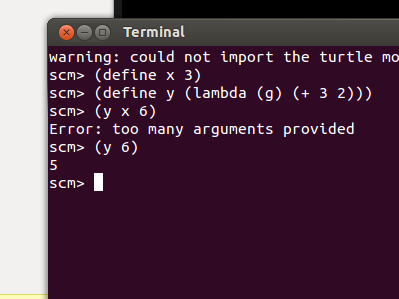 Terminal
warning: could not import the turtle mo
scm> (define x 3)
scm> (define y (lambda (g) (+ 3 2)))
scm> (y x 6)
Error: too many arguments provided
scm> (y 6)
5
scm>